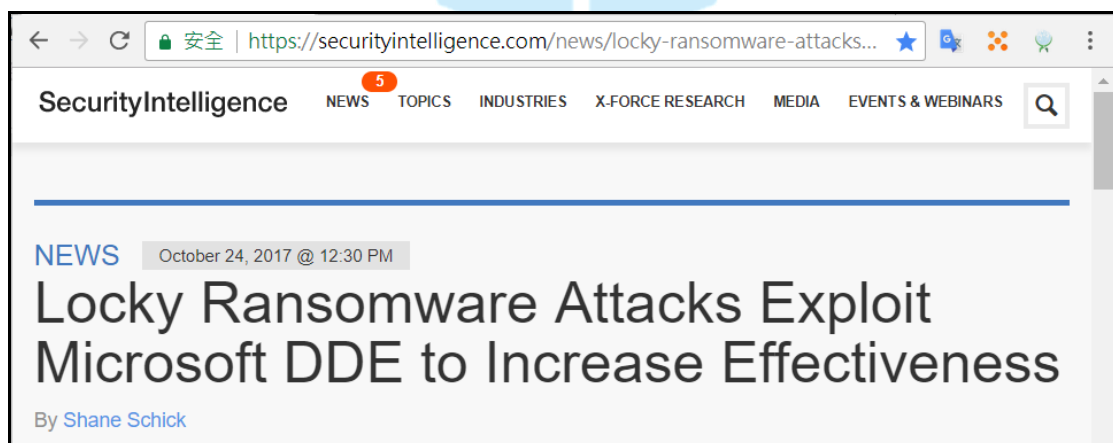 安全 | https://securityintelligence.com/news/locky-ransomware-attacks...
5
SecurityIntelligence NEWS TOPICS INDUSTRIES X-FORCE RESEARCH MEDIA EVENTS & WEBINARS
NEWS October 24, 2017 @ 12:30 PM
Locky Ransomware Attacks Exploit
Microsoft DDE to Increase Effectiveness
By Shane Schick